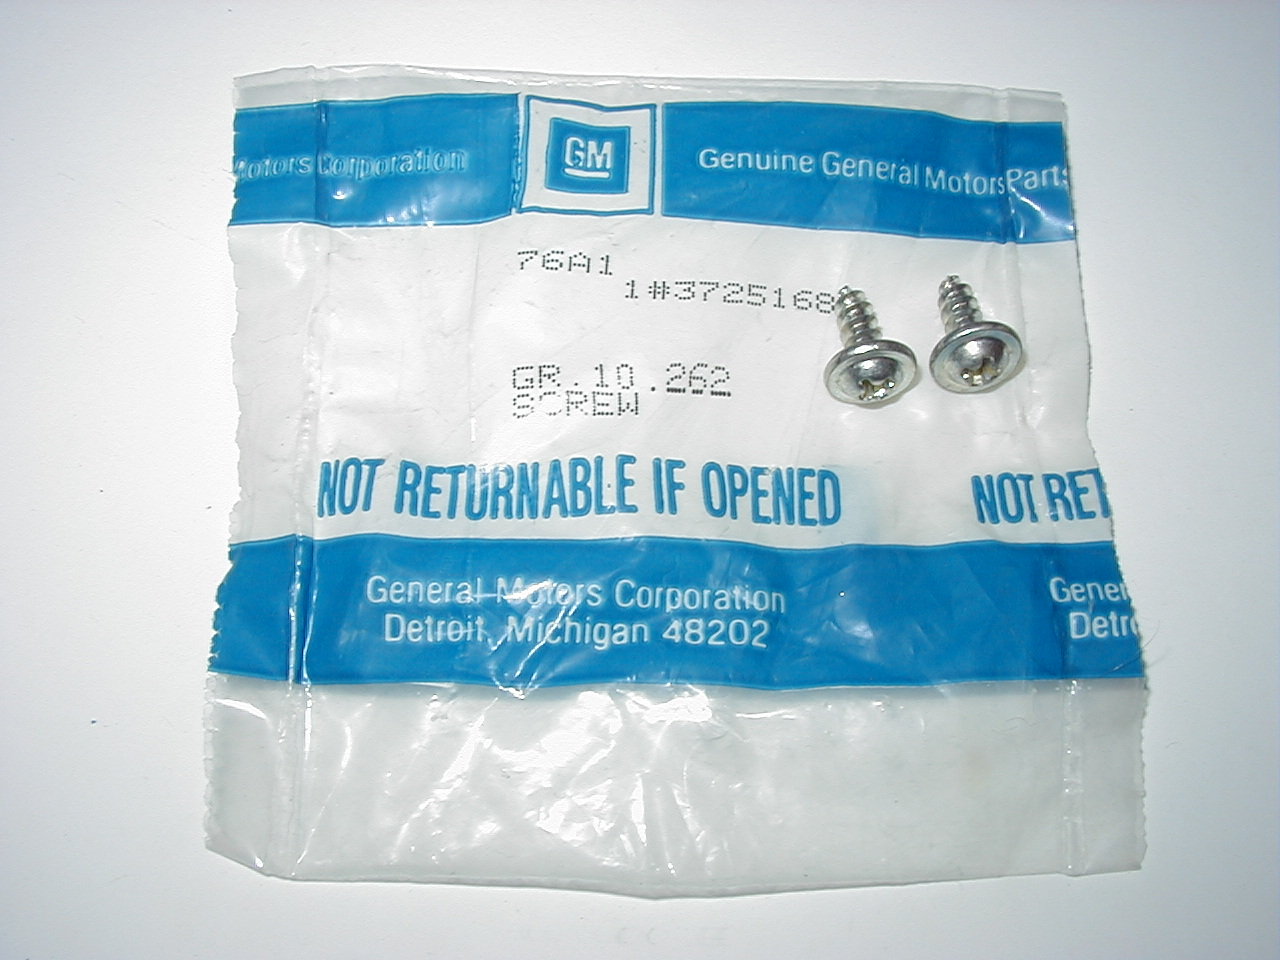 Motors Corporation
GM
Genuine General Motors Parts
76A1
1#3725168
GR.10.262
SCREW
NOT RETURNABLE IF OPENED
NOT RET
General Motors Corporation
Detroit, Michigan 48202
Gener
Detro